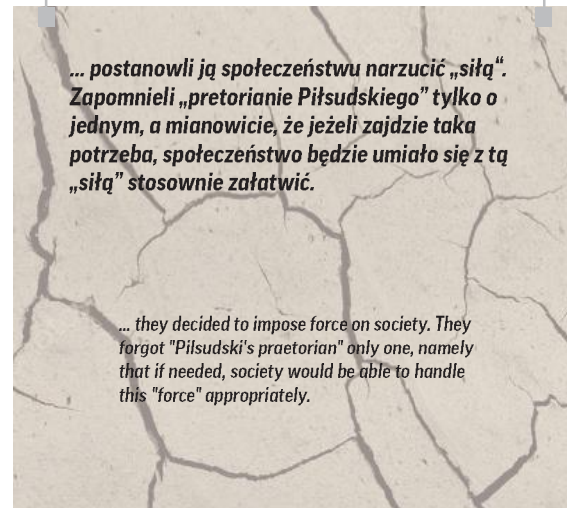 ... postanowli ją społeczeństwu narzucić „siłą“.
Zapomnieli „pretorianie Piłsudskiego” tylko o
jednym, a mianowicie, że jeżeli zajdzie taka
potrzeba, społeczeństwo będzie umiało się z tą
„siłą” stosownie załatwić.
... they decided to impose force on society. They
forgot "Pilsudski's praetorian" only one, namely
that if needed, society would be able to handle
this "force" appropriately.